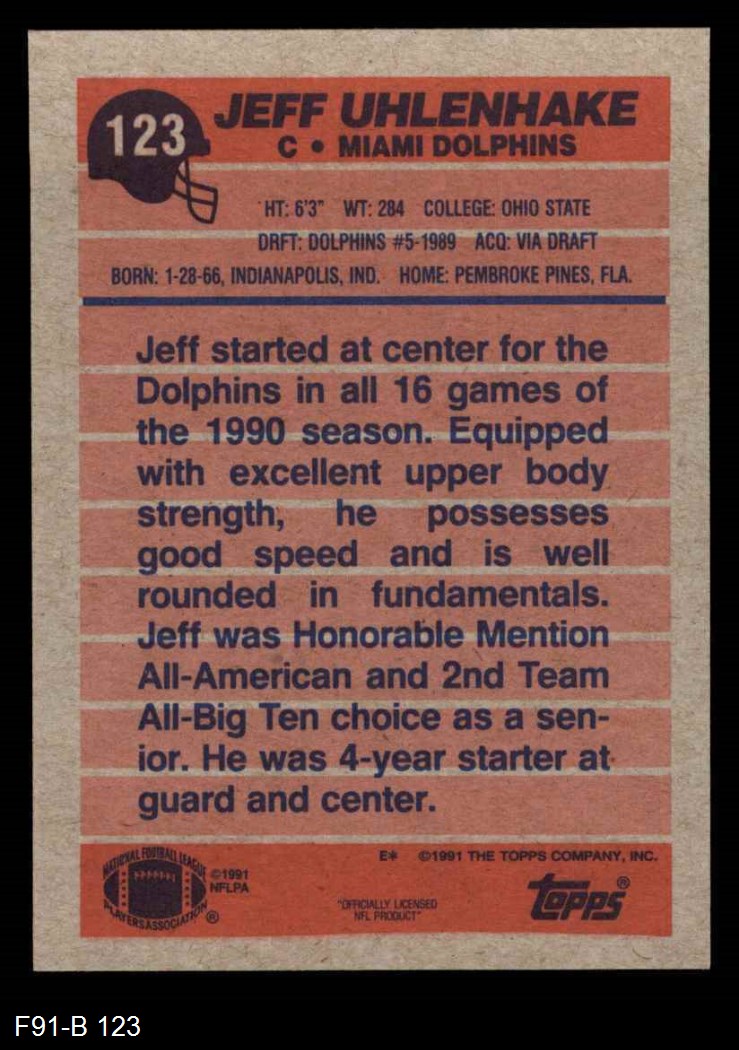 123
JEFF UHLENHAKE
C • MIAMI DOLPHINS
HT: 6'3" WT: 284 COLLEGE: OHIO STATE
DRFT: DOLPHINS #5-1989 ACQ: VIA DRAFT
BORN: 1-28-66, INDIANAPOLIS, IND. HOME: PEMBROKE PINES, FLA.
Jeff started at center for the
Dolphins in all 16 games of
the 1990 season. Equipped
with excellent upper body
strength, he possesses
good speed and is well
rounded in fundamentals.
Jeff was Honorable Mention
All-American and 2nd Team
All-Big Ten choice as a sen-
ior. He was 4-year starter at
guard and center.
E* ©1991 THE TOPPS COMPANY, INC.
NATIONAL FOOTBALL LEAGUE
PLAYERS ASSOCIATION ®
©1991
NFLPA
"OFFICIALLY LICENSED
NFL PRODUCT"
topps®
F91-B 123